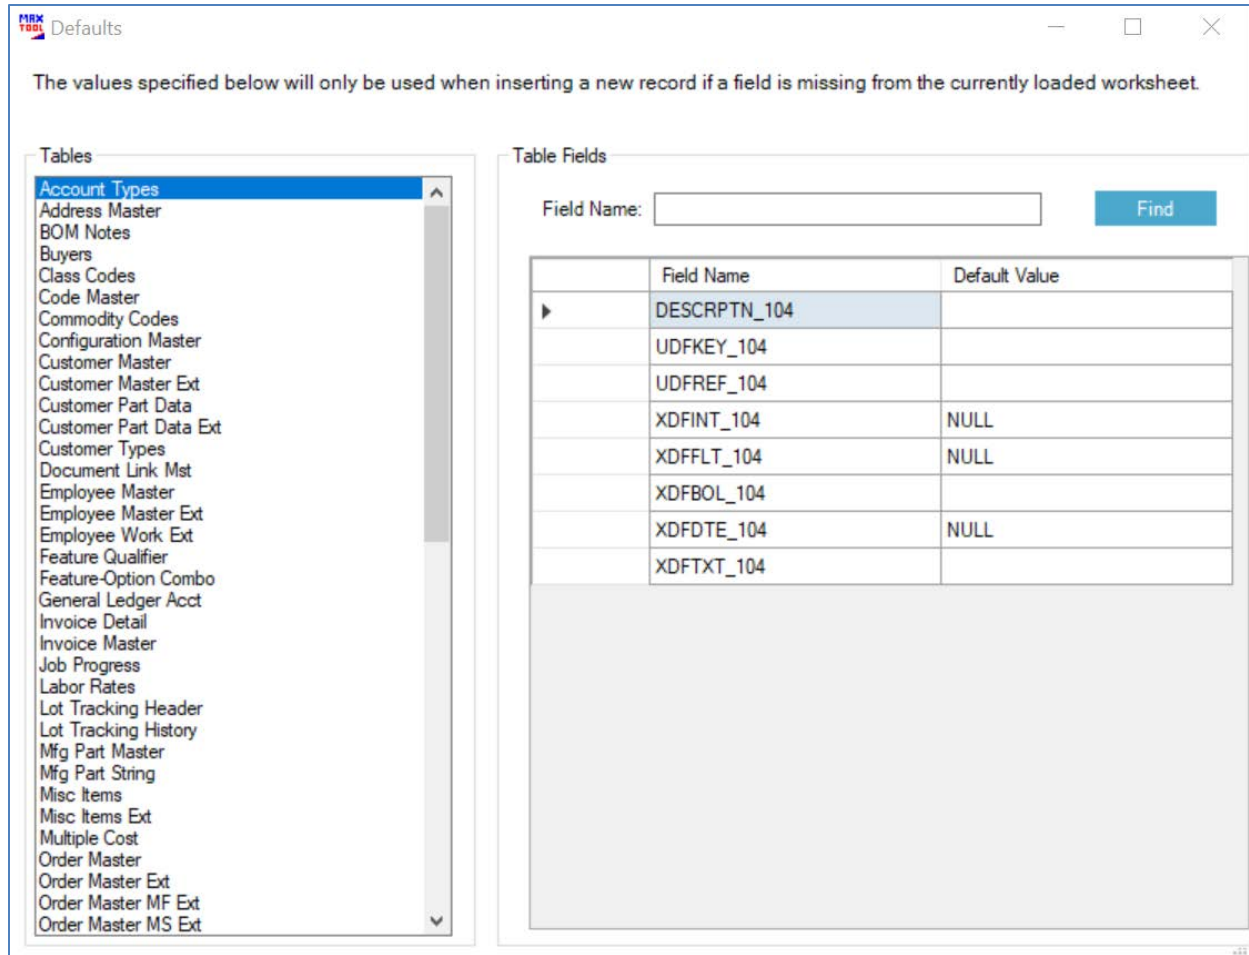 MAX
TOOL
Defaults
The values specified below will only be used when inserting a new record if a field is missing from the currently loaded worksheet.
Tables
Account Types
Address Master
BOM Notes
Buyers
Class Codes
Code Master
Commodity Codes
Configuration Master
Customer Master
Customer Master Ext
Customer Part Data
Customer Part Data Ext
Customer Types
Document Link Mst
Employee Master
Employee Master Ext
Employee Work Ext
Feature Qualifier
Feature-Option Combo
General Ledger Acct
Invoice Detail
Invoice Master
Job Progress
Labor Rates
Lot Tracking Header
Lot Tracking History
Mfg Part Master
Mfg Part String
Misc Items
Misc Items Ext
Multiple Cost
Order Master
Order Master Ext
Order Master MF Ext
Order Master MS Ext
Table Fields
Field Name: Find
Field Name Default Value
DESCRPTN_104
UDFKEY_104
UDFREF_104
XDFINT_104 NULL
XDFFLT_104 NULL
XDFBOL_104
XDFDTE_104 NULL
XDFTXT_104